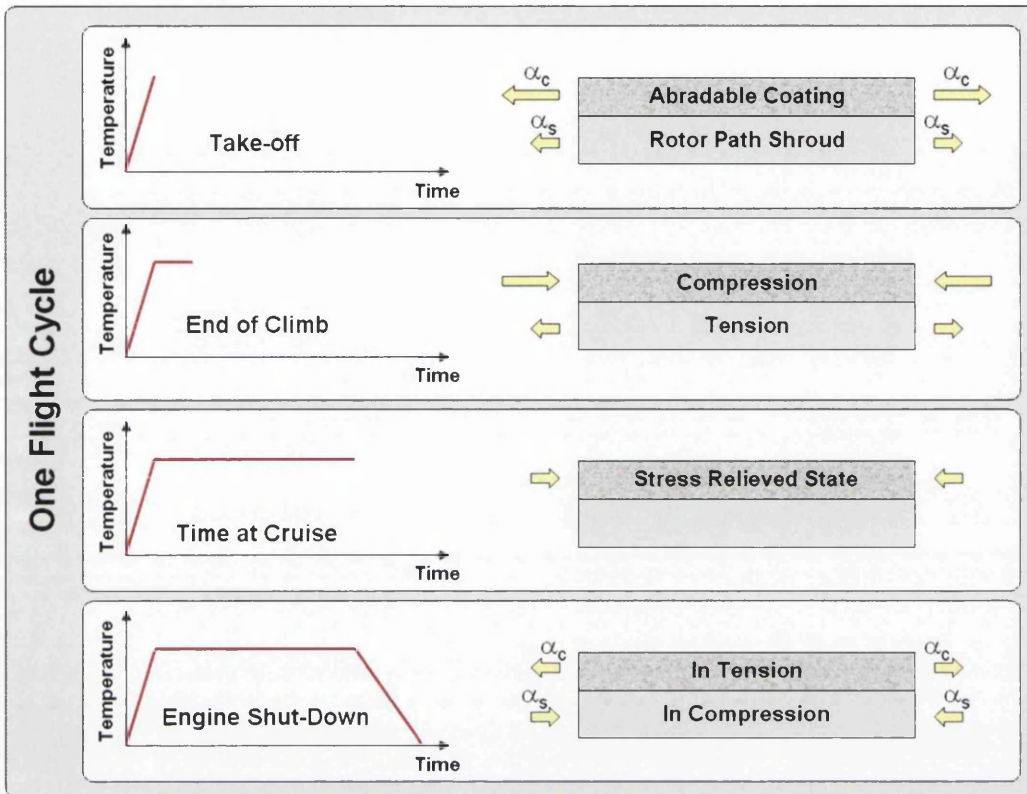 One Flight Cycle
Temperature
Time
Take-off
αc
αc
Abradable Coating
αs
αs
Rotor Path Shroud
Temperature
Time
End of Climb
Compression
Tension
Temperature
Time
Time at Cruise
Stress Relieved State
Temperature
Time
Engine Shut-Down
αc
αc
In Tension
αs
αs
In Compression